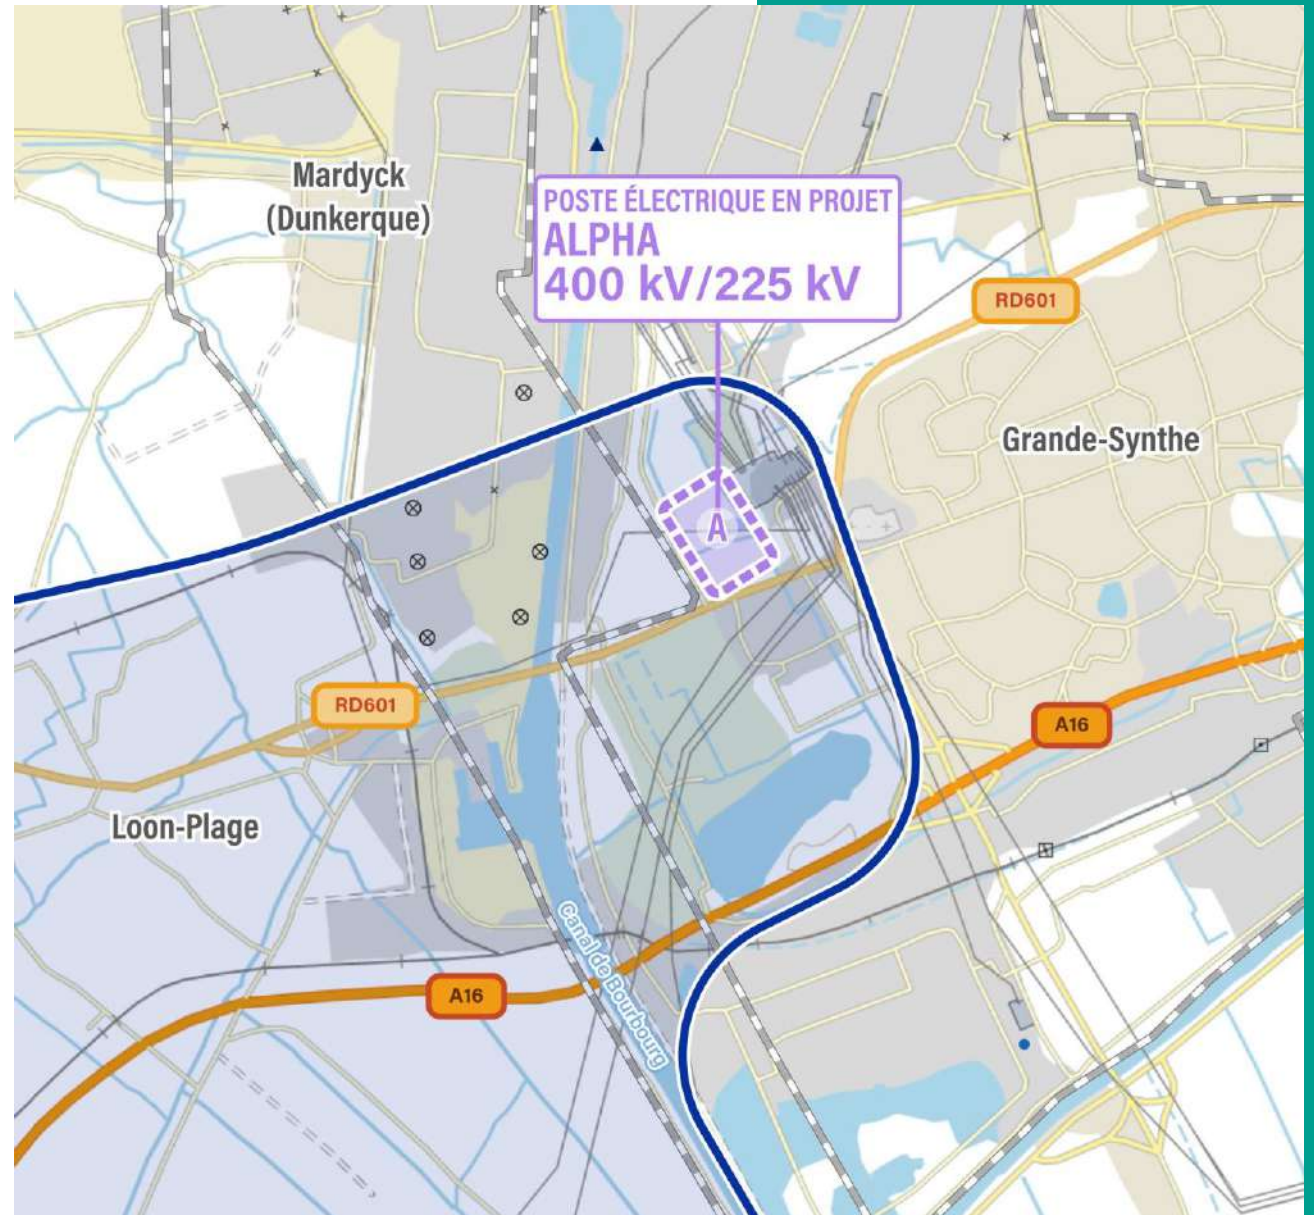 Mardyck
(Dunkerque)
POSTE ÉLECTRIQUE EN PROJET
ALPHA
400 kV/225 kV
RD601
Grande-Synthe
A
RD601
A16
Loon-Plage
Canal de Bourbourg
A16